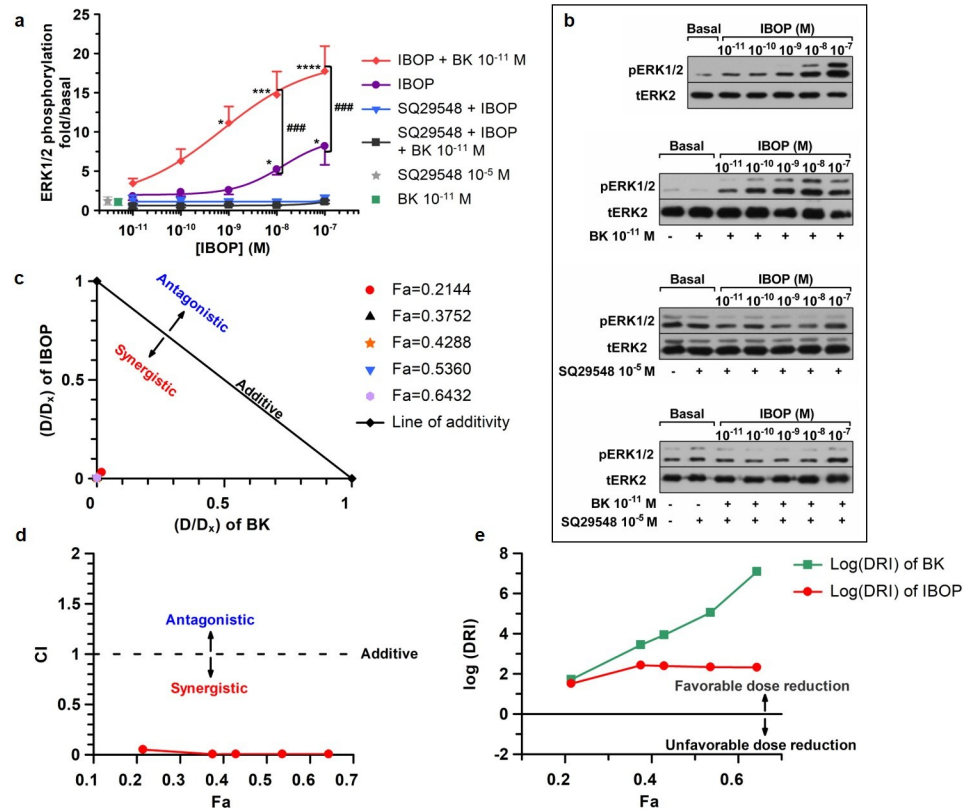 a
ERK1/2 phosphorylation
fold/basal
25
20
15
10
5
0
10-11
10-10
10-9
10-8
10-7
[IBOP] (M)
*
***
****
*
*
###
###
IBOP + BK 10-11 M
IBOP
SQ29548 + IBOP
SQ29548 + IBOP
+ BK 10-11 M
SQ29548 10-5 M
BK 10-11 M
b
Basal IBOP (M)
10-11 10-10 10-9 10-8 10-7
pERK1/2
tERK2
Basal IBOP (M)
10-11 10-10 10-9 10-8 10-7
pERK1/2
tERK2
BK 10-11 M - + + + + + +
Basal IBOP (M)
10-11 10-10 10-9 10-8 10-7
pERK1/2
tERK2
SQ29548 10-5 M - + + + + + +
Basal IBOP (M)
10-11 10-10 10-9 10-8 10-7
pERK1/2
tERK2
BK 10-11 M - - + + + + +
SQ29548 10-5 M - + + + + + +
c
(D/Dx) of IBOP
1
0.5
0
0
0.5
1
(D/Dx) of BK
Antagonistic
Synergistic
Additive
Fa=0.2144
Fa=0.3752
Fa=0.4288
Fa=0.5360
Fa=0.6432
Line of additivity
d
CI
2
1.5
1
0.5
0
0.1 0.2 0.3 0.4 0.5 0.6 0.7
Fa
Antagonistic
Additive
Synergistic
e
log (DRI)
8
6
4
2
0
-2
0.2 0.4 0.6
Fa
Log(DRI) of BK
Log(DRI) of IBOP
Favorable dose reduction
Unfavorable dose reduction